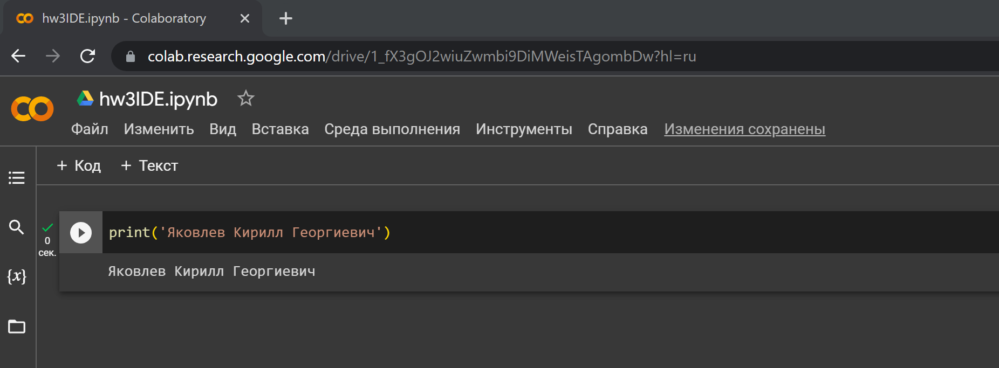 hw3IDE.ipynb - Colaboratory
colab.research.google.com/drive/1_fX3gOJ2wiuZwmbi9DiMWeisTAgombDw?hl=ru
hw3IDE.ipynb
Файл Изменить Вид Вставка Среда выполнения Инструменты Справка Изменения сохранены
+ Код + Текст
print('Яковлев Кирилл Георгиевич')
0
сек.
Яковлев Кирилл Георгиевич
{x}